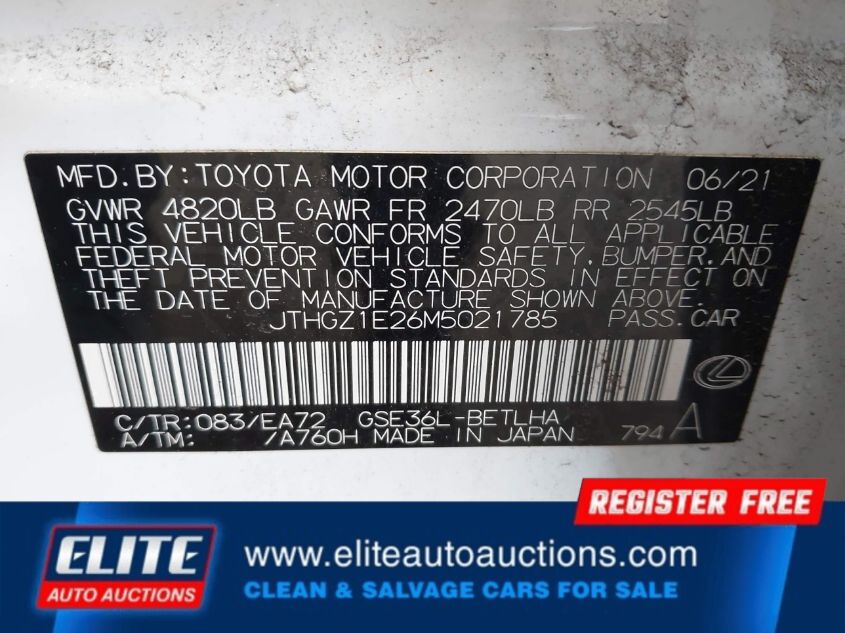 MFD.BY:TOYOTA MOTOR CORPORATION 06/21
GVWR 4820LB GAWR FR 2470LB RR 2545LB
THIS VEHICLE CONFORMS TO ALL APPLICABLE
FEDERAL MOTOR VEHICLE SAFETY,BUMPER,AND
THEFT PREVENTION STANDARDS IN EFFECT ON
THE DATE OF MANUFACTURE SHOWN ABOVE.
JTHGZ1E26M5021785 PASS.CAR
C/TR:083/EA72 GSE36L-BETLHA
A/TM: /A760H MADE IN JAPAN 794 A
REGISTER FREE
ELITE
AUTO AUCTIONS
www.eliteautoauctions.com
CLEAN & SALVAGE CARS FOR SALE